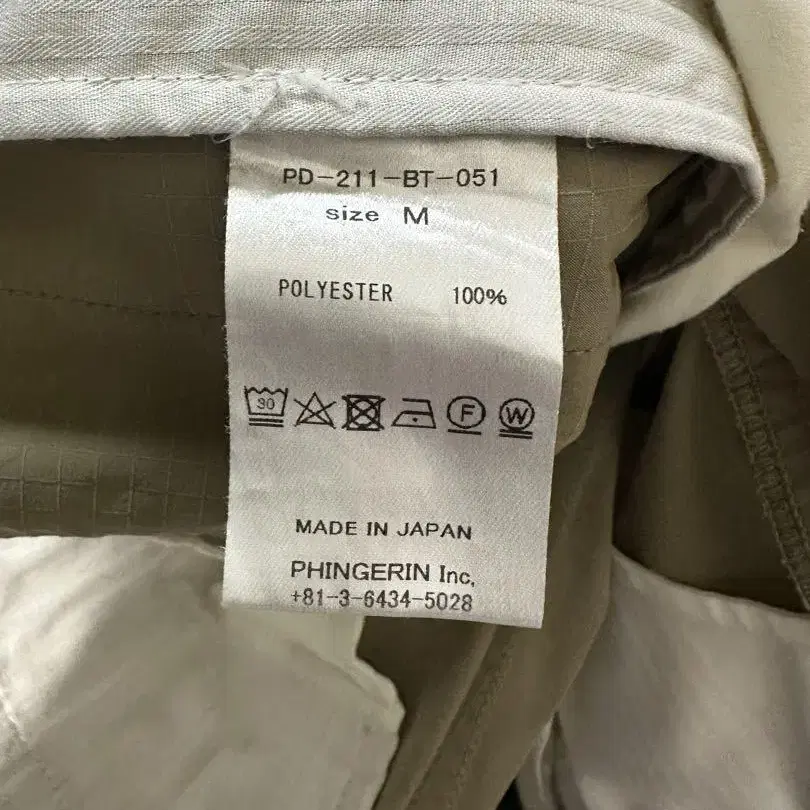 PD-211-BT-051
size M
POLYESTER 100%
30 F W
MADE IN JAPAN
PHINGERIN Inc,
+81-3-6434-5028